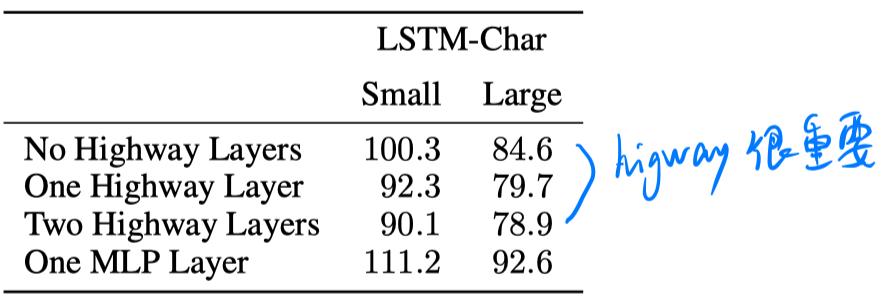 LSTM-Char
Small Large
No Highway Layers 100.3 84.6
One Highway Layer 92.3 79.7
Two Highway Layers 90.1 78.9
One MLP Layer 111.2 92.6
higway 很重要